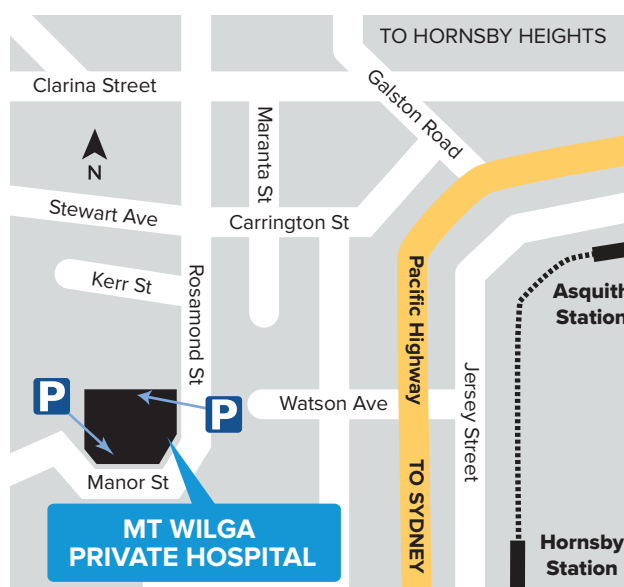 TO HORNSBY HEIGHTS
Clarina Street
Galston Road
Maranta St
N
Stewart Ave
Carrington St
Kerr St
Rosamond St
Pacific Highway
Asquith
Station
Jersey Street
P
P
Watson Ave
Manor St
TO SYDNEY
MT WILGA
PRIVATE HOSPITAL
Hornsby
Station